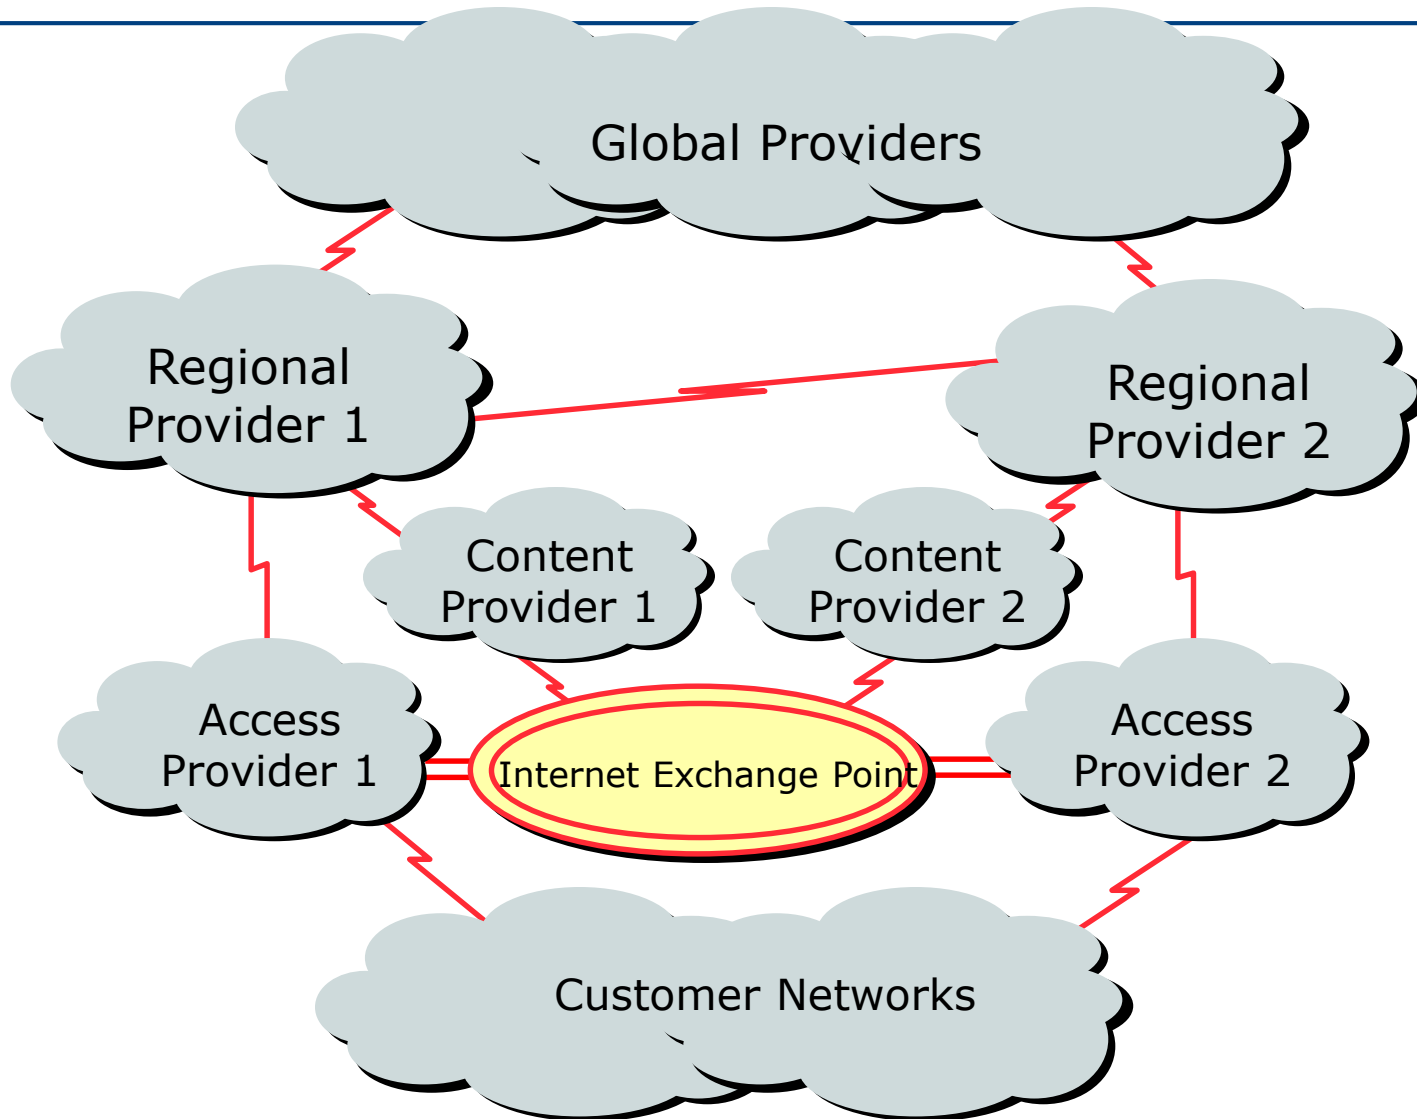 Global Providers
Regional
Provider 1
Regional
Provider 2
Content
Provider 1
Content
Provider 2
Access
Provider 1
Internet Exchange Point
Access
Provider 2
Customer Networks